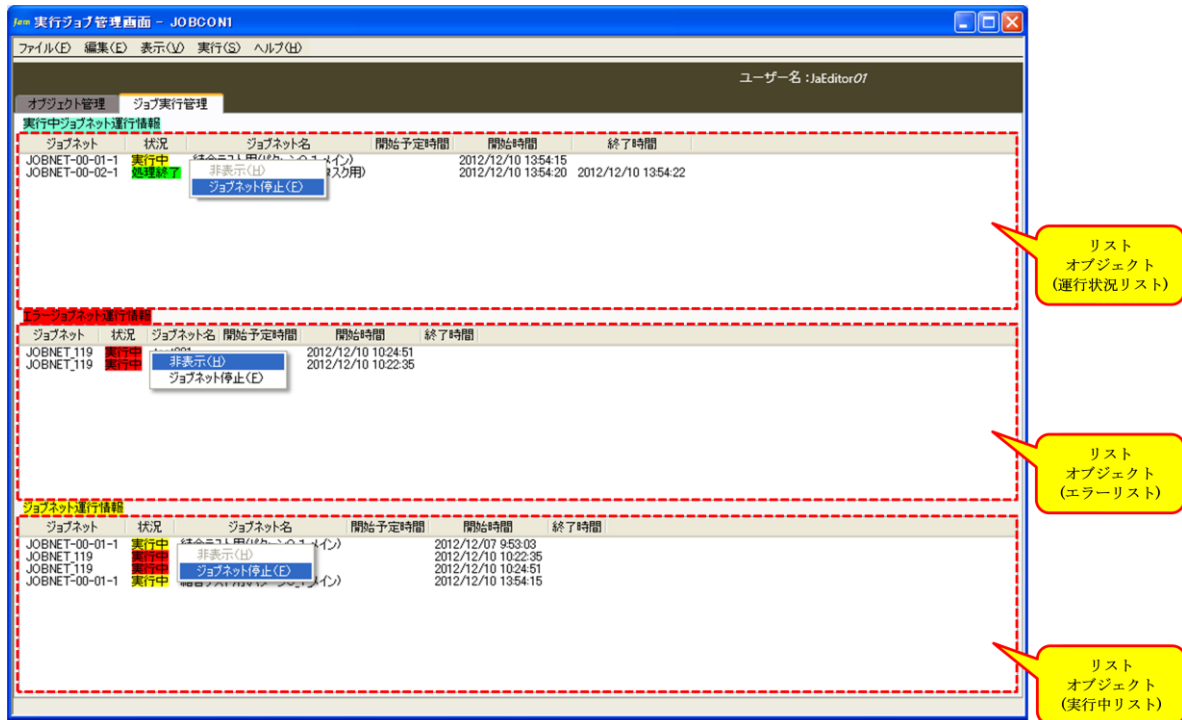 Jam 実行ジョブ管理画面 - JOBCON1
ファイル(F) 編集(E) 表示(V) 実行(S) ヘルプ(H)
ユーザー名：JaEditor01
オブジェクト管理 ジョブ実行管理
実行中ジョブネット運行情報
ジョブネット 状況 ジョブネット名 開始予定時間 開始時間 終了時間
JOBNET-00-01-1 実行中 メイン) 2012/12/10 13:54:15
JOBNET-00-02-1 処理終了 スク用) 2012/12/10 13:54:20 2012/12/10 13:54:22
非表示(H)
ジョブネット停止(E)
リスト
オブジェクト
(運行状況リスト)
エラージョブネット運行情報
ジョブネット 状況 ジョブネット名 開始予定時間 開始時間 終了時間
JOBNET_119 実行中 2012/12/10 10:24:51
JOBNET_119 実行中 2012/12/10 10:22:35
非表示(H)
ジョブネット停止(E)
リスト
オブジェクト
(エラーリスト)
ジョブネット運行情報
ジョブネット 状況 ジョブネット名 開始予定時間 開始時間 終了時間
JOBNET-00-01-1 実行中 メイン) 2012/12/07 9:53:03
JOBNET_119 実行中 2012/12/10 10:22:35
JOBNET_119 実行中 2012/12/10 10:24:51
JOBNET-00-01-1 実行中 メイン) 2012/12/10 13:54:15
非表示(H)
ジョブネット停止(E)
リスト
オブジェクト
(実行中リスト)